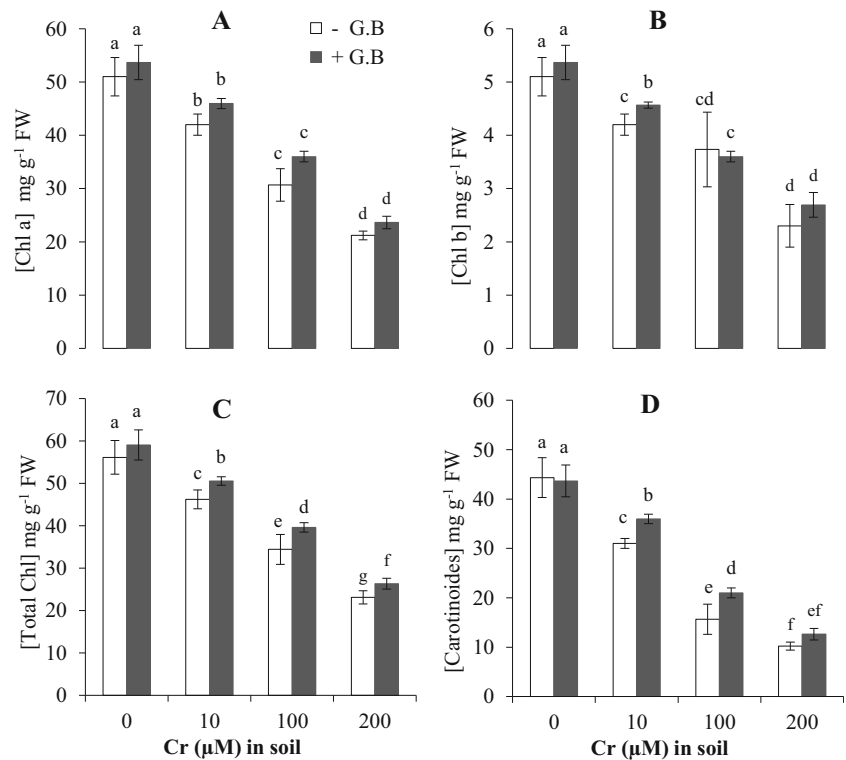 A
- G.B
+ G.B
[Chl a] mg g-1 FW
60
50
40
30
20
10
0
a a
b b
c c
d d
B
[Chl b] mg g-1 FW
6
5
4
3
2
1
0
a a
c b
cd c
d d
C
[Total Chl] mg g-1 FW
70
60
50
40
30
20
10
0
a a
c b
e d
g f
0 10 100 200
Cr (µM) in soil
D
[Carotinoides] mg g-1 FW
60
50
40
30
20
10
0
a a
c b
e d
f ef
0 10 100 200
Cr (µM) in soil